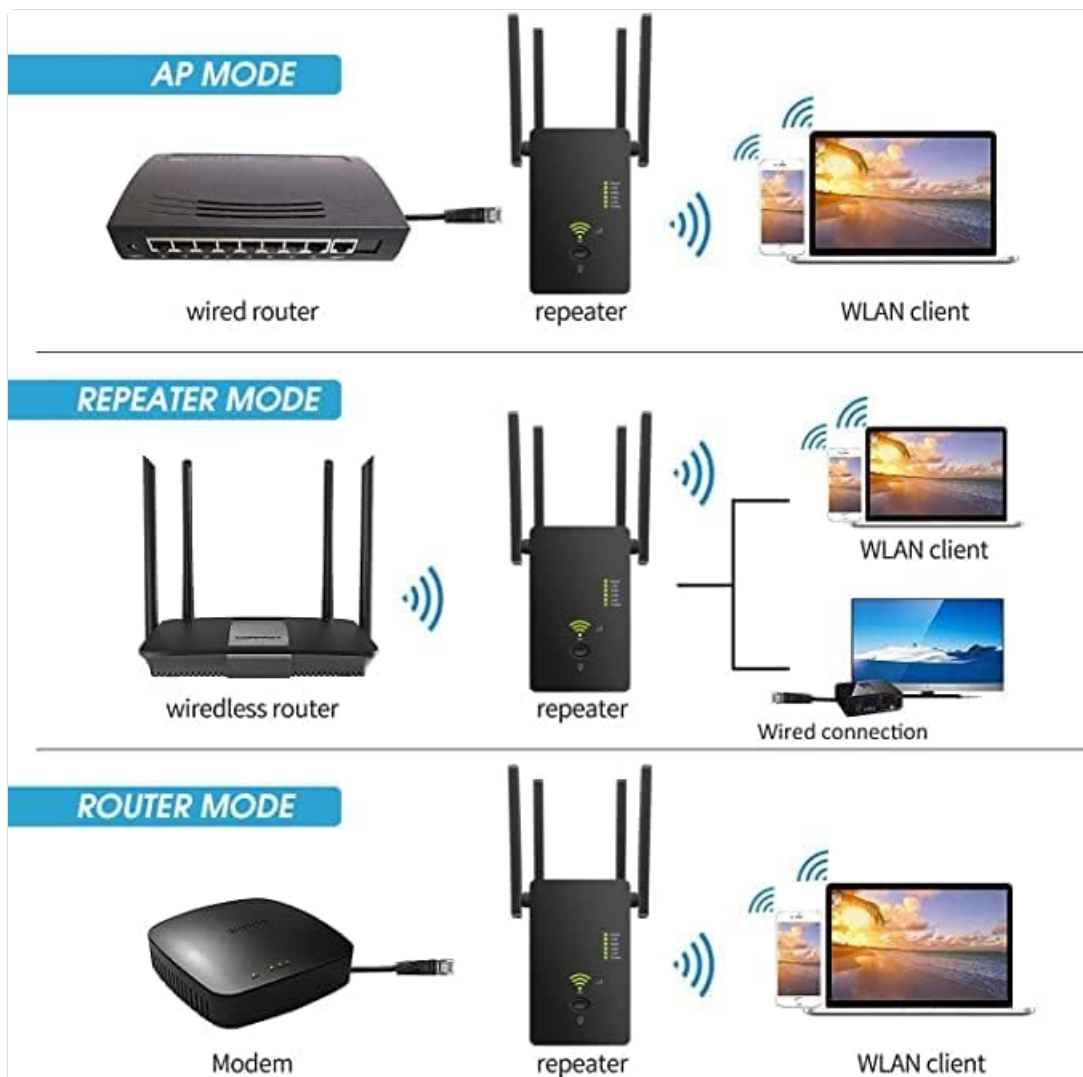 AP MODE
wired router
repeater
WLAN client
REPEATER MODE
WLAN client
wiredless router
repeater
Wired connection
ROUTER MODE
Modem
repeater
WLAN client